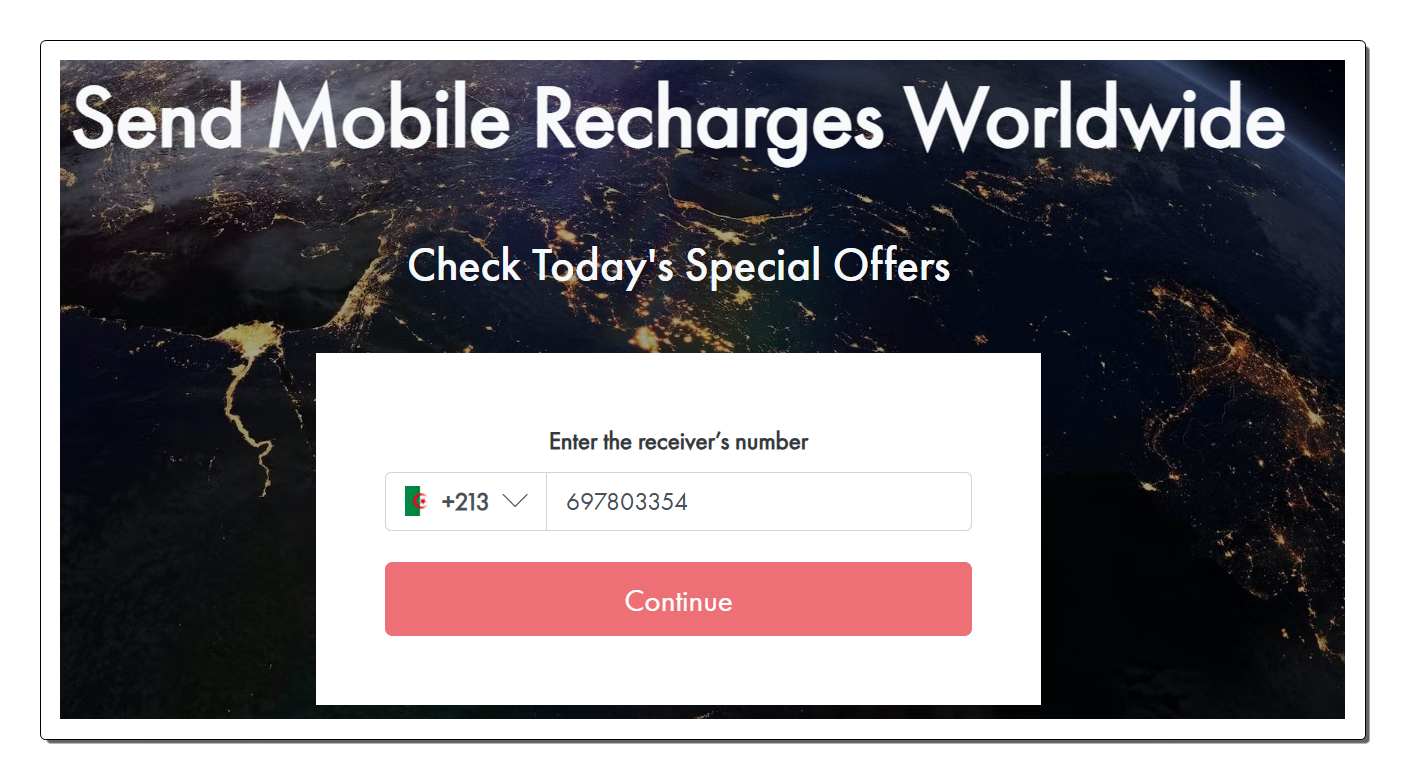 Send Mobile Recharges Worldwide
Check Today's Special Offers
Enter the receiver’s number
+213 697803354
Continue